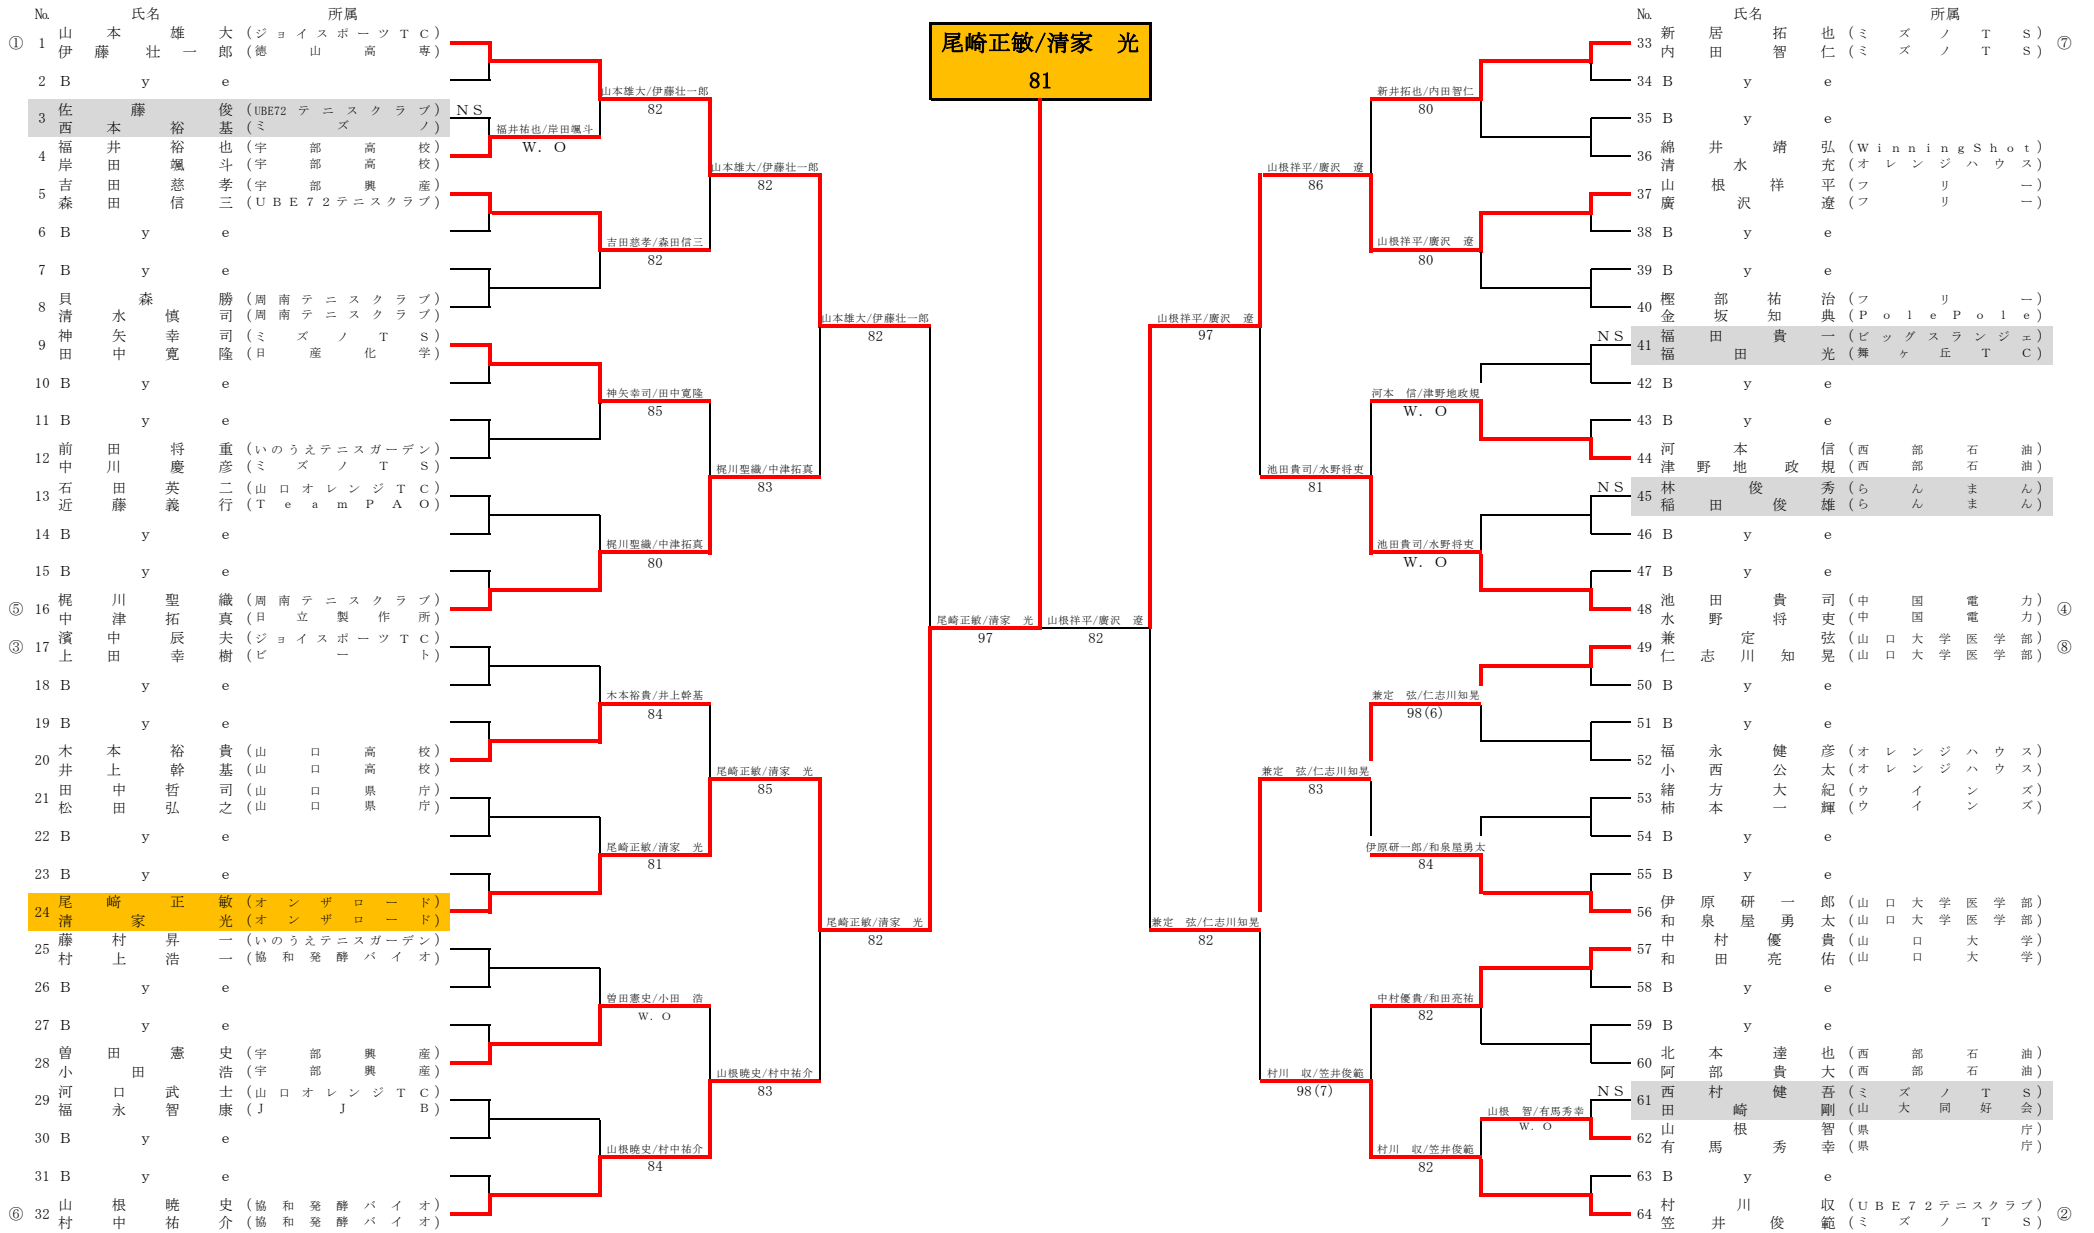 № 氏名 所属
① 1 山本雄大 (ジョイスポーツTC)
伊藤壮一郎 (徳山高専)
2 Bye
3 佐藤俊 (UBE72テニスクラブ) NS
西本裕基 (ミズノ)
4 福井裕也 (宇部高校)
岸田颯斗 (宇部高校)
5 吉田慈孝 (宇部興産)
森田信三 (UBE72テニスクラブ)
6 Bye
7 Bye
8 貝森勝 (周南テニスクラブ)
清水慎司 (周南テニスクラブ)
9 神矢幸司 (ミズノTS)
田中寛隆 (日産化学)
10 Bye
11 Bye
12 前田将重 (いのうえテニスガーデン)
中川慶彦 (ミズノTS)
13 石田英二 (山口オレンジTC)
近藤義行 (TeamPAO)
14 Bye
15 Bye
⑤ 16 梶川聖織 (周南テニスクラブ)
中津拓真 (日立製作所)
③ 17 濱中辰夫 (ジョイスポーツTC)
上田幸樹 (ビート)
18 Bye
19 Bye
20 木本裕貴 (山口高校)
井上幹基 (山口高校)
21 田中哲司 (山口県庁)
松田弘之 (山口県庁)
22 Bye
23 Bye
24 尾﨑正敏 (オンザロード)
清家光 (オンザロード)
25 藤村昇一 (いのうえテニスガーデン)
村上浩一 (協和発酵バイオ)
26 Bye
27 Bye
28 曽田憲史 (宇部興産)
小田浩 (宇部興産)
29 河口武士 (山口オレンジTC)
福永智康 (JJB)
30 Bye
31 Bye
⑥ 32 山根暁史 (協和発酵バイオ)
村中祐介 (協和発酵バイオ)
福井祐也/岸田颯斗
W.O
山本雄大/伊藤壮一郎
82
吉田慈孝/森田信三
82
神矢幸司/田中寛隆
85
梶川聖織/中津拓真
80
木本裕貴/井上幹基
84
尾崎正敏/清家 光
81
曽田憲史/小田 浩
W.O
山根暁史/村中祐介
84
山本雄大/伊藤壮一郎
82
梶川聖織/中津拓真
83
尾崎正敏/清家 光
85
山根暁史/村中祐介
83
山本雄大/伊藤壮一郎
82
尾崎正敏/清家 光
82
尾崎正敏/清家 光
97
尾崎正敏/清家 光
81
山根祥平/廣沢 遼
82
山根祥平/廣沢 遼
97
兼定 弦/仁志川知晃
82
山根祥平/廣沢 遼
86
池田貴司/水野将吏
81
兼定 弦/仁志川知晃
83
村川 収/笠井俊範
98(7)
新井拓也/内田智仁
80
山根祥平/廣沢 遼
80
河本 信/津野地政規
W.O
池田貴司/水野将吏
W.O
兼定 弦/仁志川知晃
98(6)
伊原研一郎/和泉屋勇太
84
中村優貴/和田亮祐
82
村川 収/笠井俊範
82
山根 智/有馬秀幸
W.O
№ 氏名 所属
33 新居拓也 (ミズノTS) ⑦
内田智仁 (ミズノTS)
34 Bye
35 Bye
36 綿井靖弘 (WinningShot)
清水充 (オレンジハウス)
37 山根祥平 (フリー)
廣沢遼 (フリー)
38 Bye
39 Bye
40 樫部祐治 (フリー)
金坂知典 (PolePole)
NS 41 福田貴一 (ビッグスランジェ)
福田光 (舞ヶ丘TC)
42 Bye
43 Bye
44 河本信 (西部石油)
津野地政規 (西部石油)
NS 45 林俊秀 (らんまん)
稲田俊雄 (らんまん)
46 Bye
47 Bye
48 池田貴司 (中国電力) ④
水野将吏 (中国電力)
49 兼定弦 (山口大学医学部) ⑧
仁志川知晃 (山口大学医学部)
50 Bye
51 Bye
52 福永健彦 (オレンジハウス)
小西公太 (オレンジハウス)
53 緒方大紀 (ウインズ)
柿本一輝 (ウインズ)
54 Bye
55 Bye
56 伊原研一郎 (山口大学医学部)
和泉屋勇太 (山口大学医学部)
57 中村優貴 (山口大学)
和田亮佑 (山口大学)
58 Bye
59 Bye
60 北本達也 (西部石油)
阿部貴大 (西部石油)
NS 61 西村健吾 (ミズノTS)
田崎剛 (山大同好会)
62 山根智 (県庁)
有馬秀幸 (県庁)
63 Bye
64 村川収 (UBE72テニスクラブ) ②
笠井俊範 (ミズノTS)